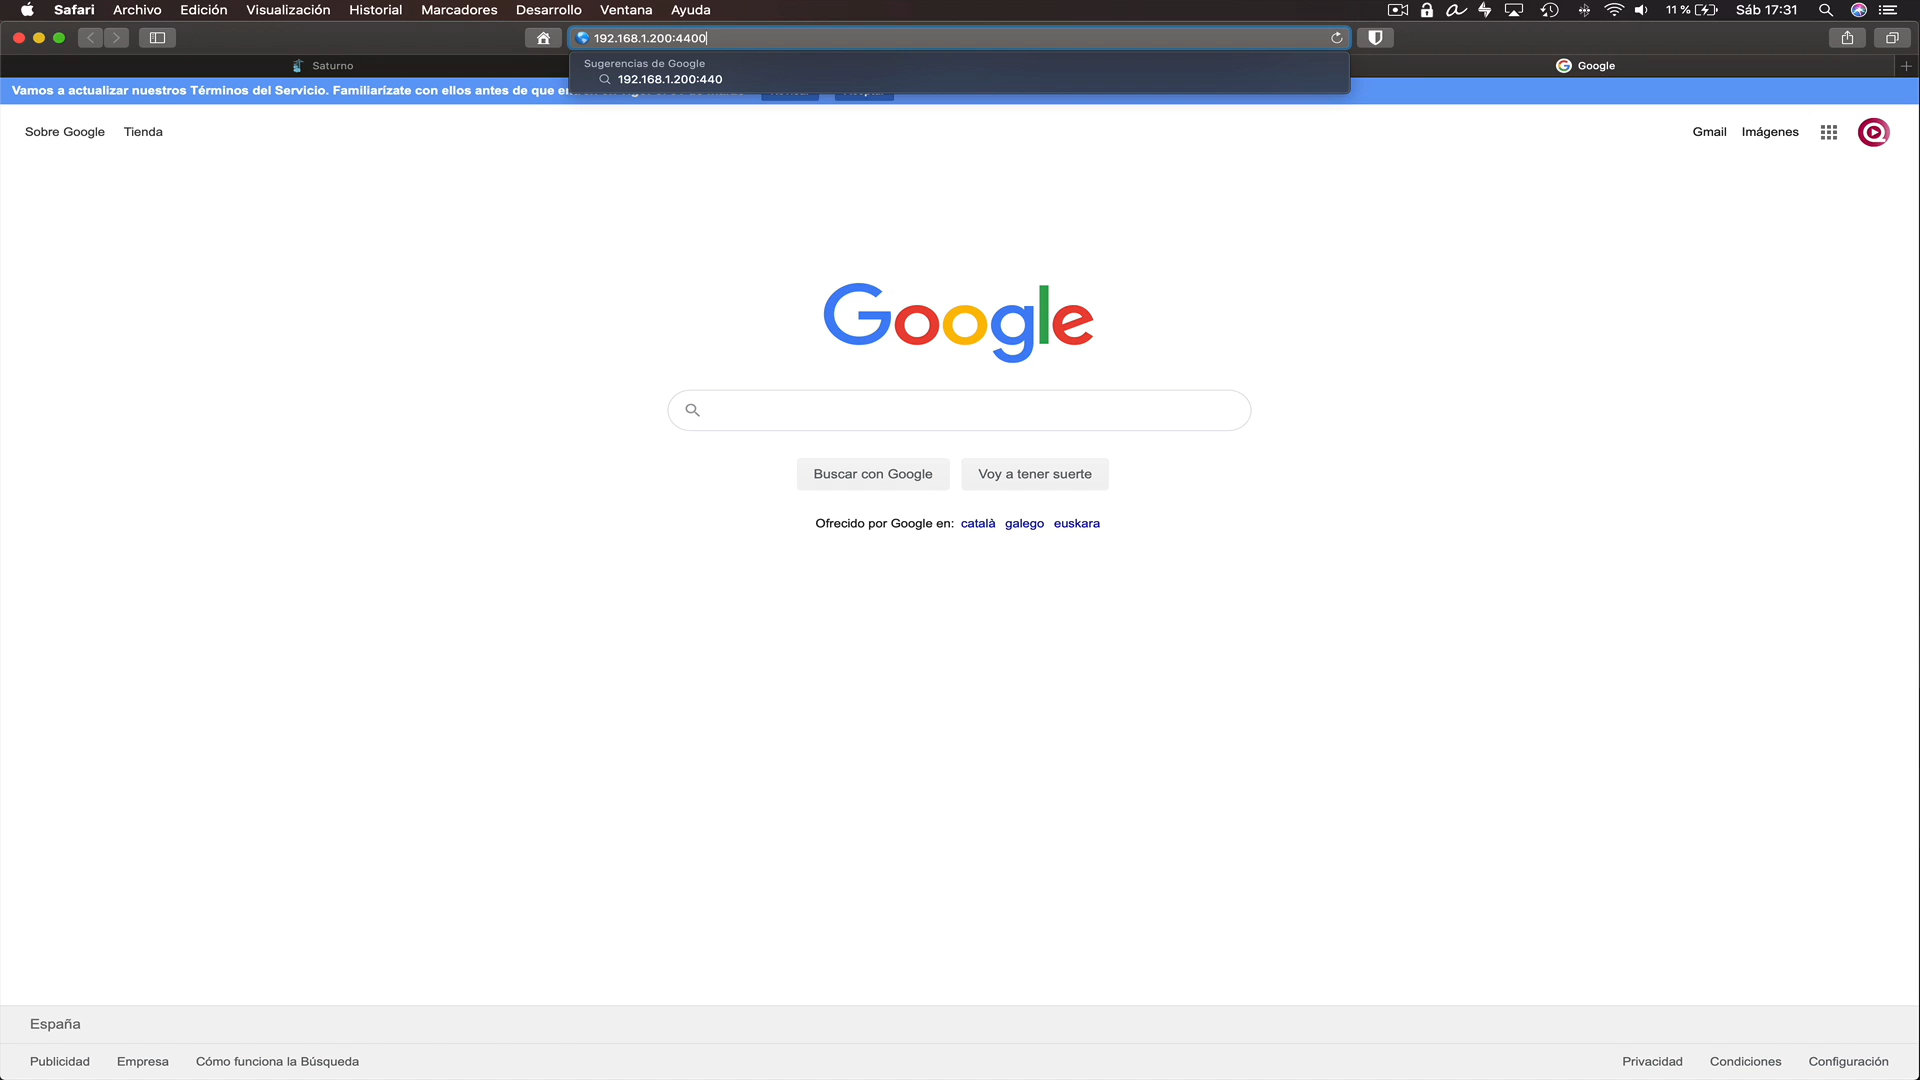 Safari Archivo Edición Visualización Historial Marcadores Desarrollo Ventana Ayuda 11 % Sáb 17:31
192.168.1.200:4400
Sugerencias de Google
192.168.1.200:440
Saturno
Google
Vamos a actualizar nuestros Términos del Servicio. Familiarízate con ellos antes de que
Sobre Google Tienda
Gmail Imágenes
Google
Buscar con Google Voy a tener suerte
Ofrecido por Google en: català galego euskara
España
Publicidad Empresa Cómo funciona la Búsqueda
Privacidad Condiciones Configuración